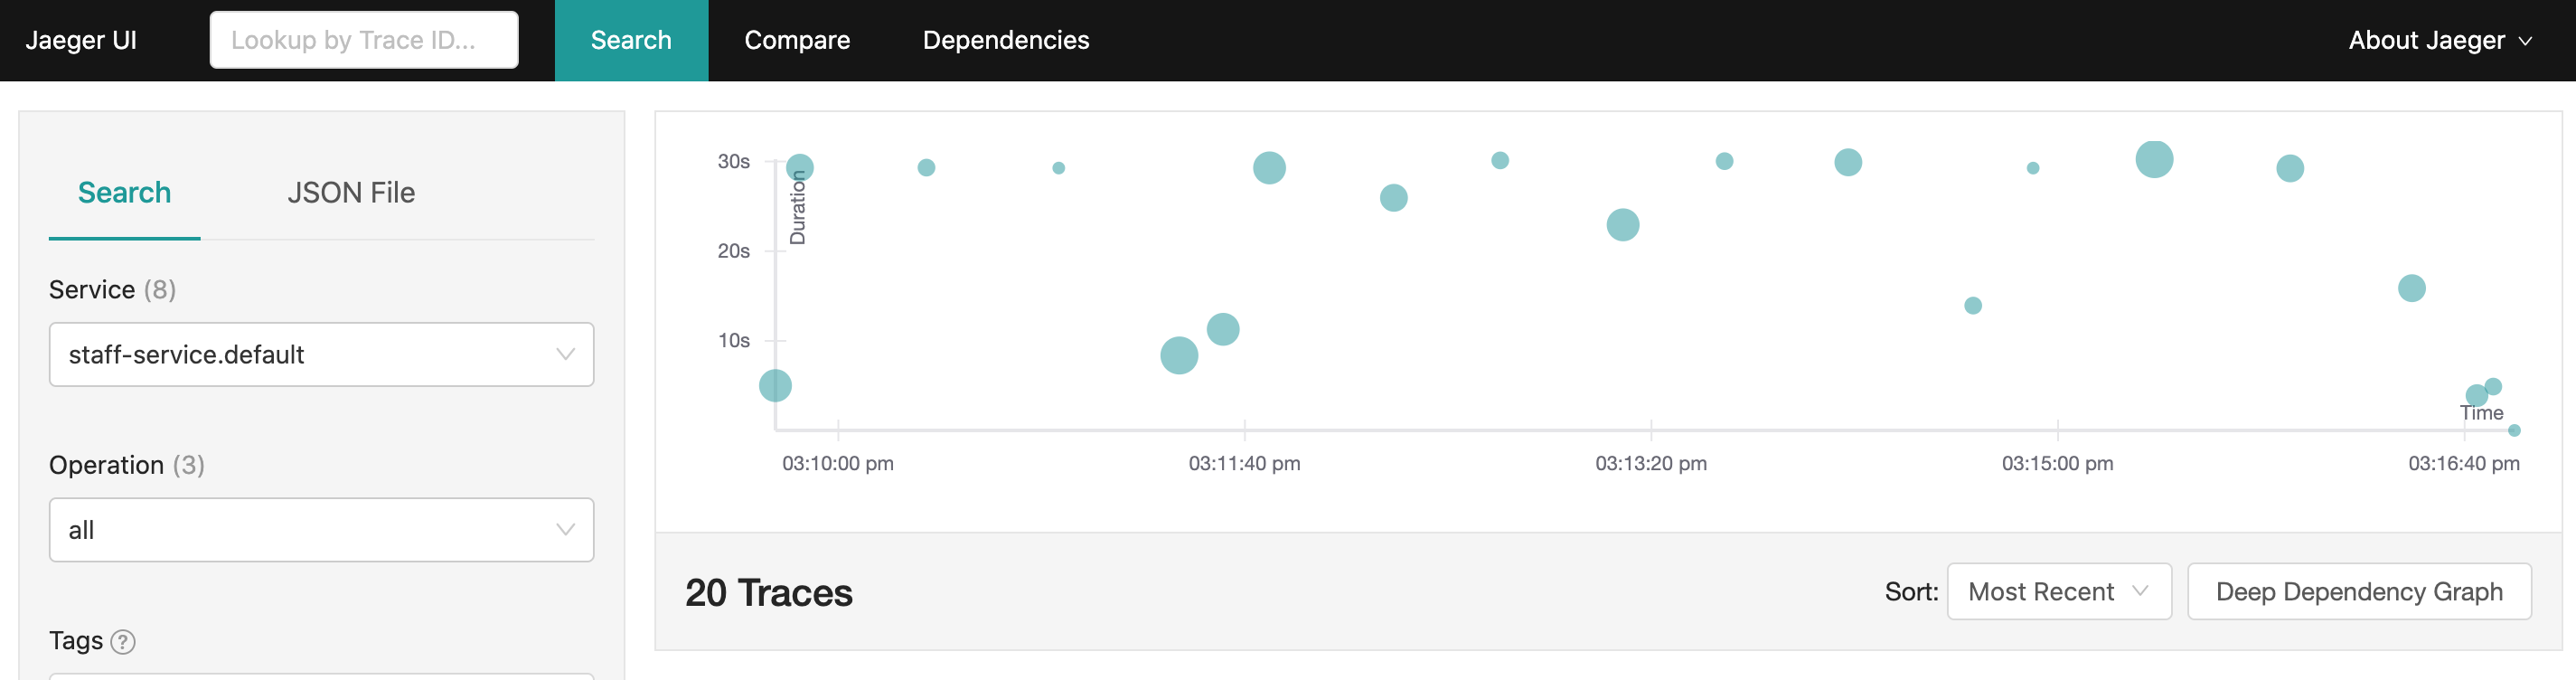 Jaeger UI
Lookup by Trace ID...
Search
Compare
Dependencies
About Jaeger
Search
JSON File
Service (8)
staff-service.default
Operation (3)
all
Tags ?
30s
20s
10s
Duration
Time
03:10:00 pm
03:11:40 pm
03:13:20 pm
03:15:00 pm
03:16:40 pm
20 Traces
Sort:
Most Recent
Deep Dependency Graph